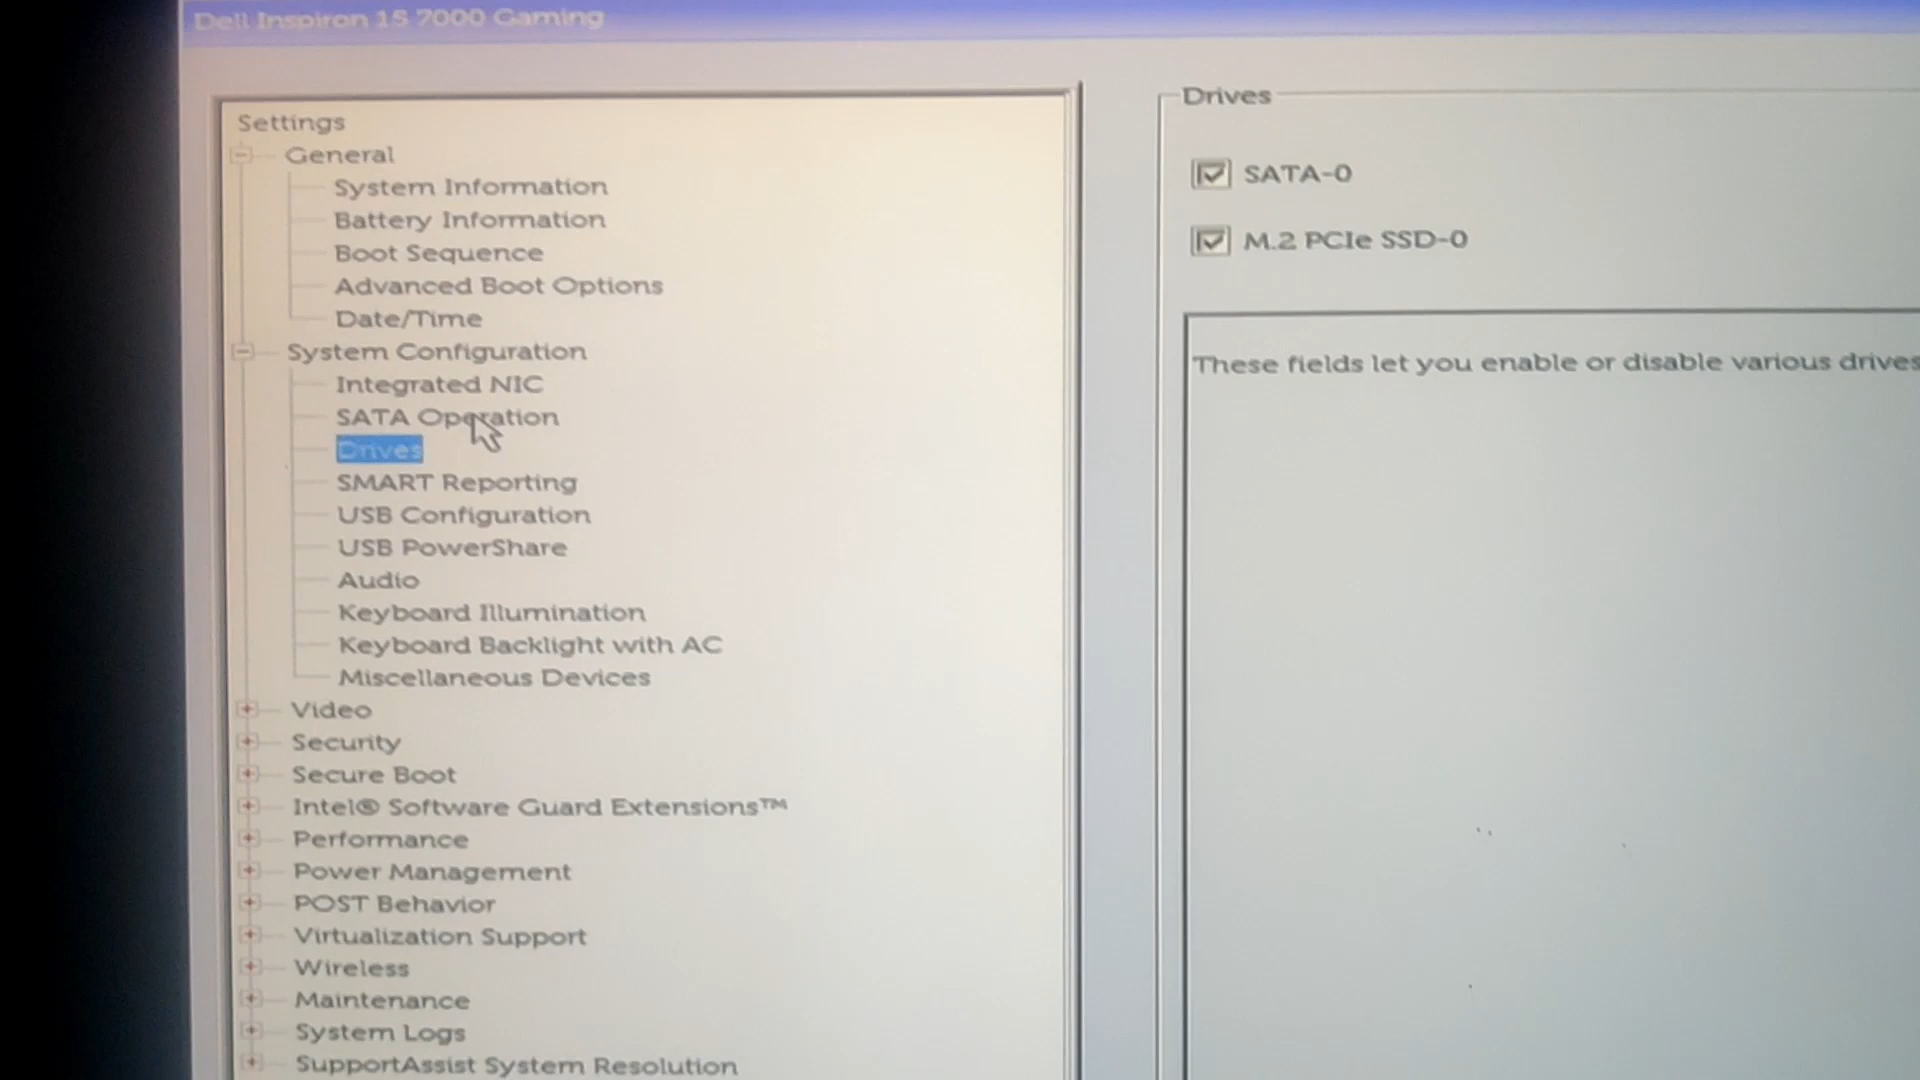 Dell Inspiron 15 7000 Gaming
Settings
General
System Information
Battery Information
Boot Sequence
Advanced Boot Options
Date/Time
System Configuration
Integrated NIC
SATA Operation
Drives
SMART Reporting
USB Configuration
USB PowerShare
Audio
Keyboard Illumination
Keyboard Backlight with AC
Miscellaneous Devices
Video
Security
Secure Boot
Intel® Software Guard Extensions™
Performance
Power Management
POST Behavior
Virtualization Support
Wireless
Maintenance
System Logs
SupportAssist System Resolution
Drives
SATA-0
M.2 PCIe SSD-0
These fields let you enable or disable various drives